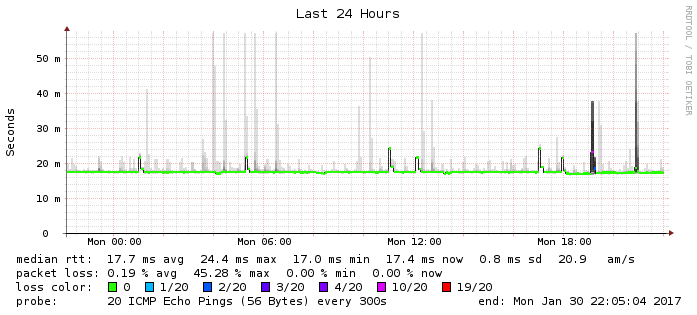 Last 24 Hours
RRDTOOL / TOBI OETIKER
Seconds
50 m
40 m
30 m
20 m
10 m
0
Mon 00:00 Mon 06:00 Mon 12:00 Mon 18:00
median rtt: 17.7 ms avg 24.4 ms max 17.0 ms min 17.4 ms now 0.8 ms sd 20.9 am/s
packet loss: 0.19 % avg 45.28 % max 0.00 % min 0.00 % now
loss color: 0 1/20 2/20 3/20 4/20 10/20 19/20
probe: 20 ICMP Echo Pings (56 Bytes) every 300s end: Mon Jan 30 22:05:04 2017